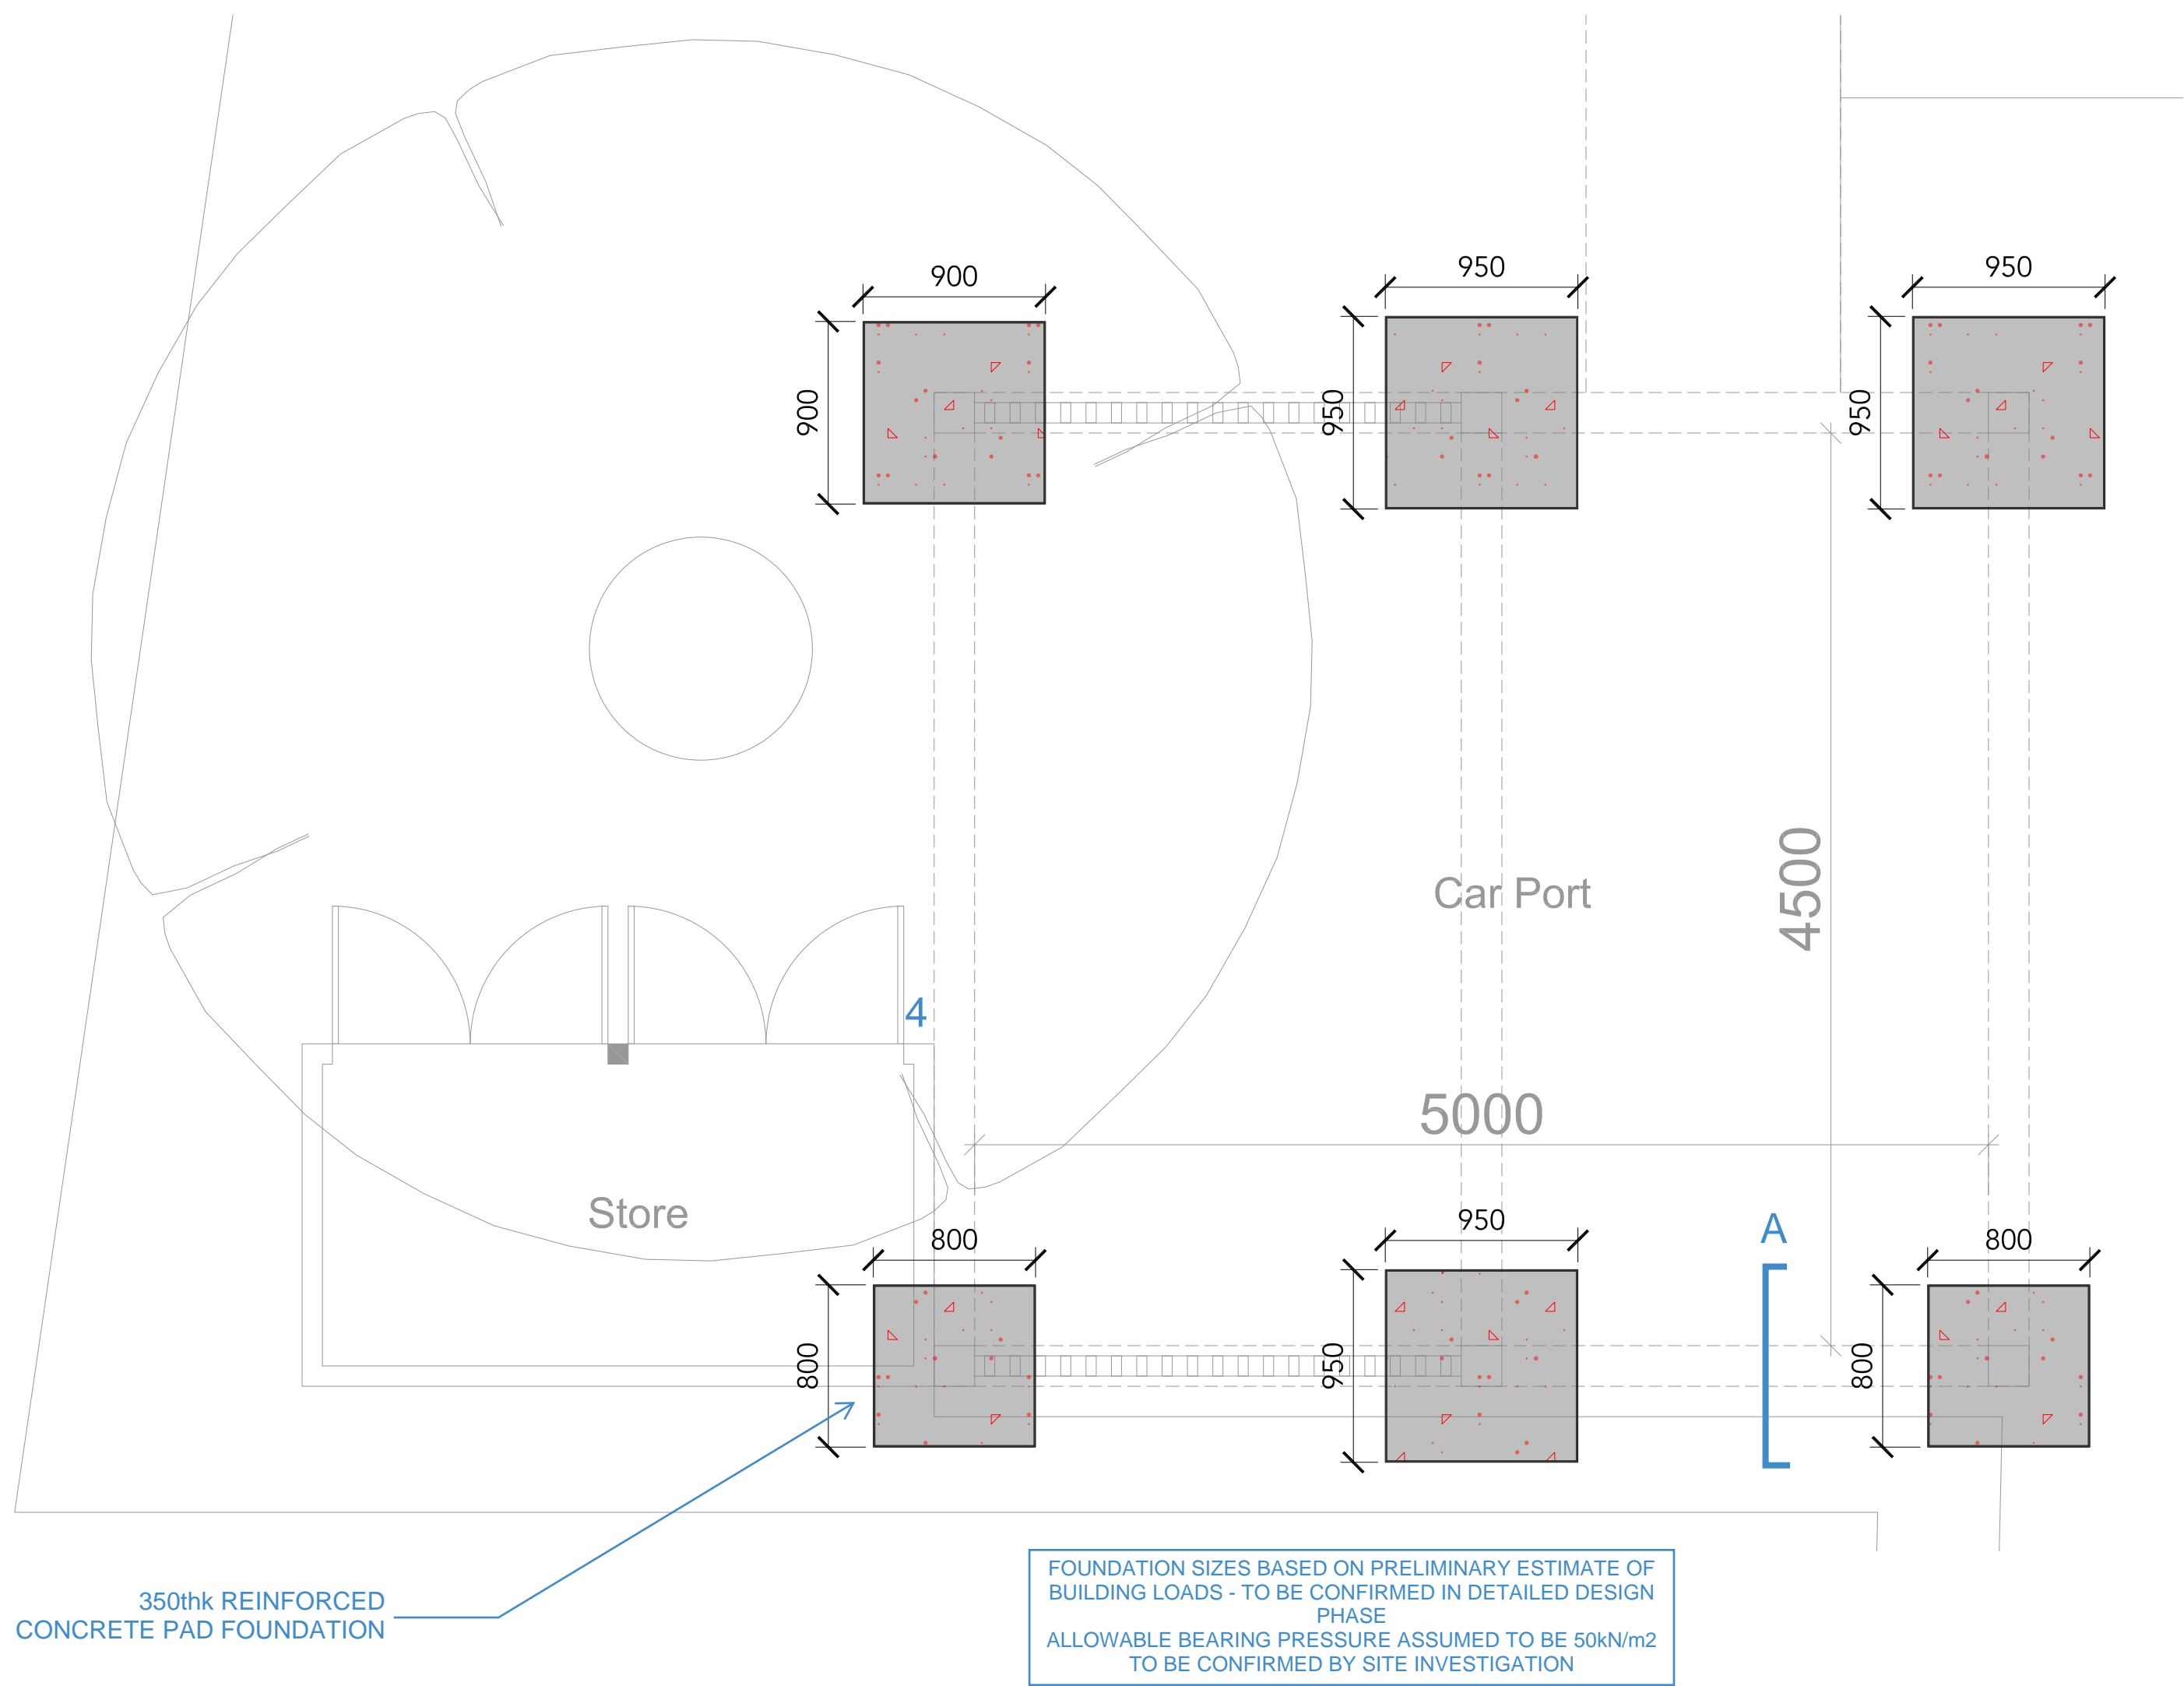 900
950
950
900
950
950
Car Port
4500
4
5000
Store
800
950
A
800
800
950
800
350thk REINFORCED
CONCRETE PAD FOUNDATION
FOUNDATION SIZES BASED ON PRELIMINARY ESTIMATE OF
BUILDING LOADS - TO BE CONFIRMED IN DETAILED DESIGN
PHASE
ALLOWABLE BEARING PRESSURE ASSUMED TO BE 50kN/m2
TO BE CONFIRMED BY SITE INVESTIGATION